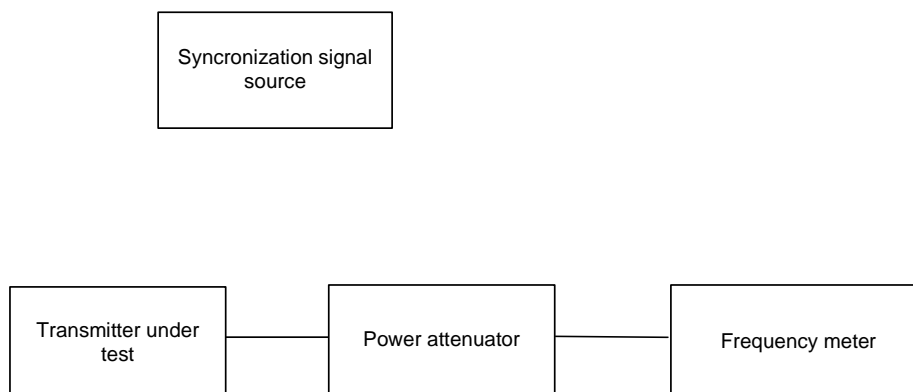 Syncronization signal
source
Transmitter under
test
Power attenuator
Frequency meter